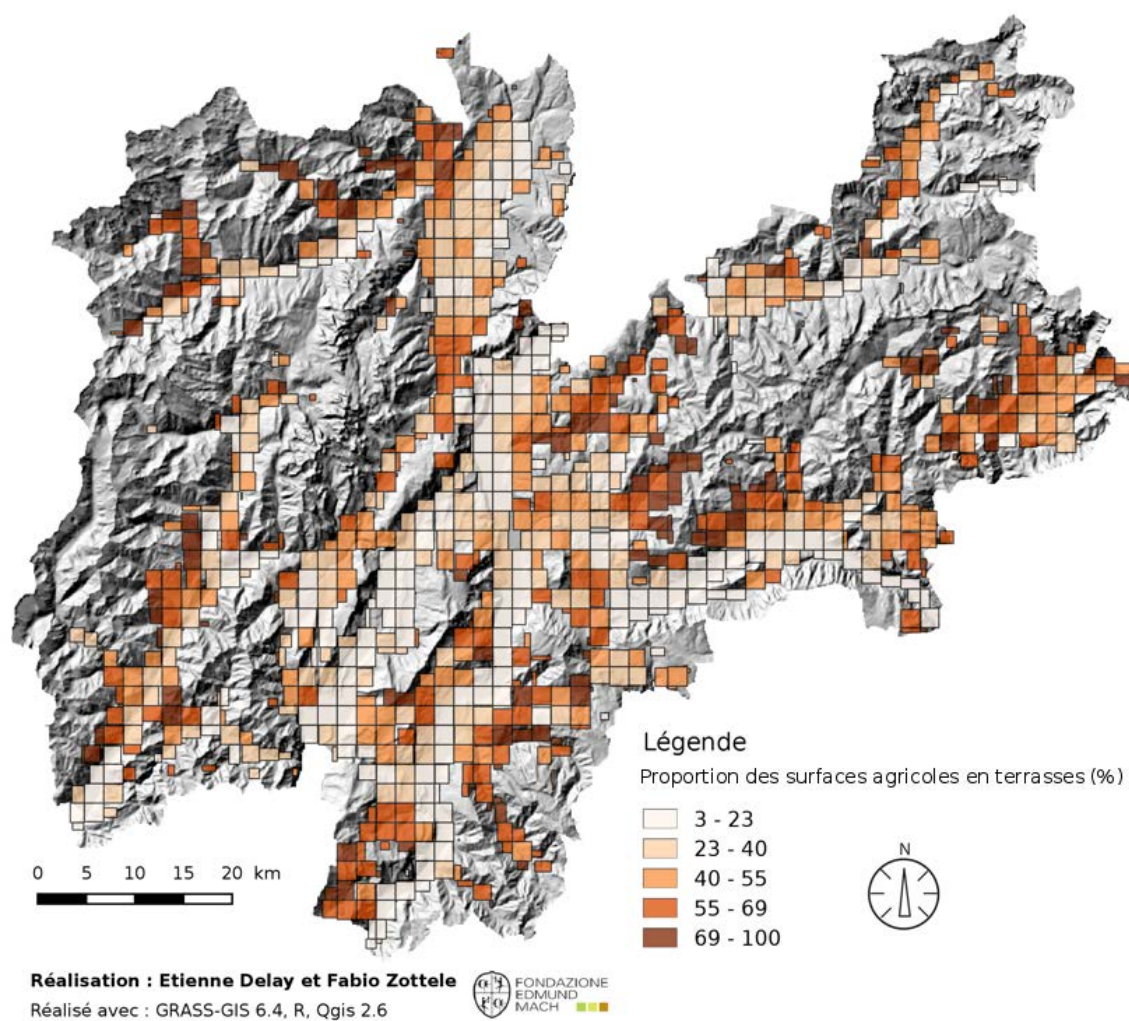 Légende
Proportion des surfaces agricoles en terrasses (%)
3 - 23
23 - 40
40 - 55
55 - 69
69 - 100
N
0 5 10 15 20 km
Réalisation : Etienne Delay et Fabio Zottele
Réalisé avec : GRASS-GIS 6.4, R, Qgis 2.6
FONDAZIONE
EDMUND
MACH